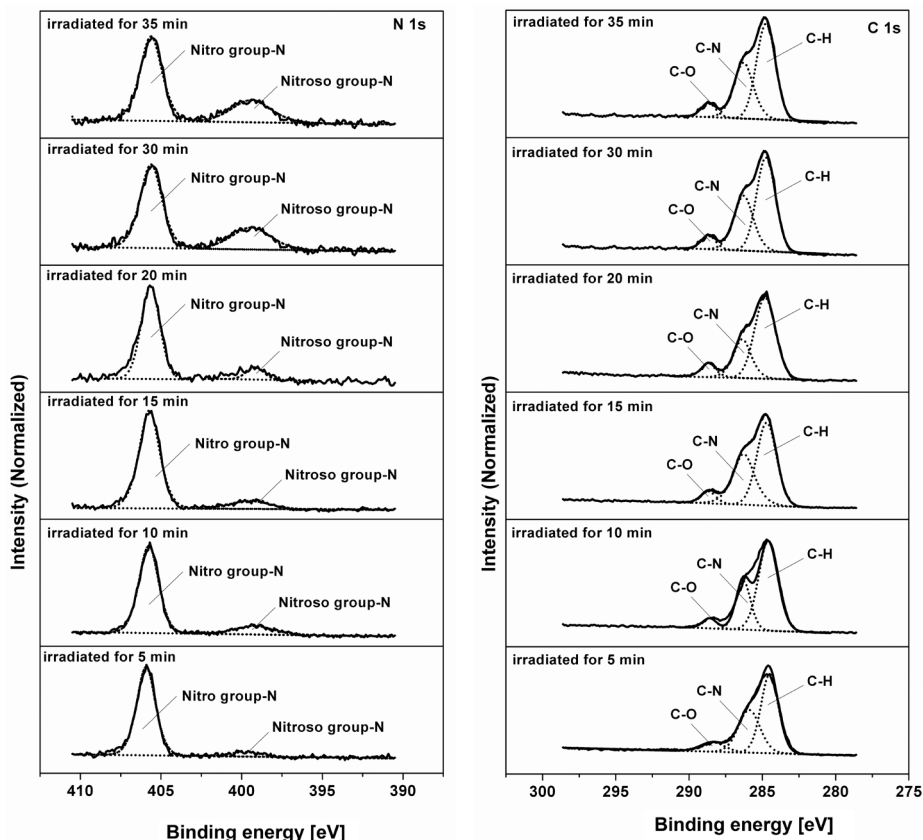 irradiated for 35 min
N 1s
Nitro group-N
Nitroso group-N
irradiated for 30 min
Nitro group-N
Nitroso group-N
irradiated for 20 min
Nitro group-N
Nitroso group-N
irradiated for 15 min
Nitro group-N
Nitroso group-N
irradiated for 10 min
Nitro group-N
Nitroso group-N
irradiated for 5 min
Nitro group-N
Nitroso group-N
410 405 400 395 390
Binding energy [eV]
Intensity (Normalized)
irradiated for 35 min
C 1s
C-N
C-H
C-O
irradiated for 30 min
C-N
C-H
C-O
irradiated for 20 min
C-N
C-H
C-O
irradiated for 15 min
C-N
C-H
C-O
irradiated for 10 min
C-N
C-H
C-O
irradiated for 5 min
C-N
C-H
C-O
300 295 290 285 280 275
Binding energy [eV]
Intensity (Normalized)